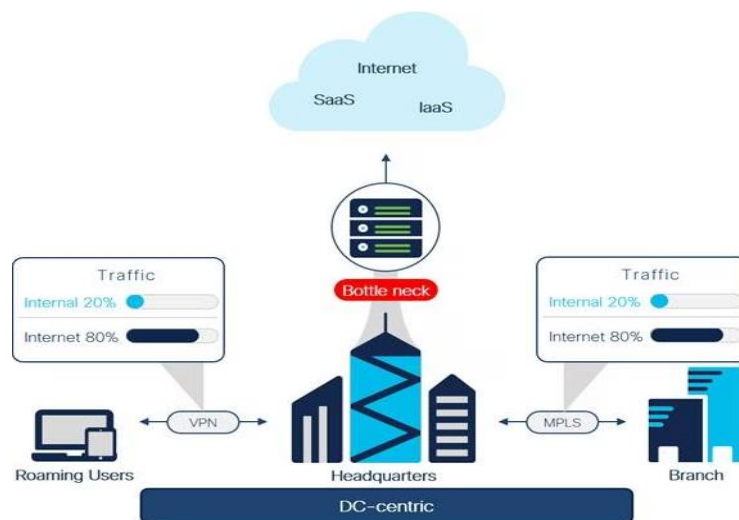 Internet
SaaS
IaaS
Traffic
Internal 20%
Internet 80%
Bottle neck
Traffic
Internal 20%
Internet 80%
VPN
MPLS
Roaming Users
Headquarters
Branch
DC-centric